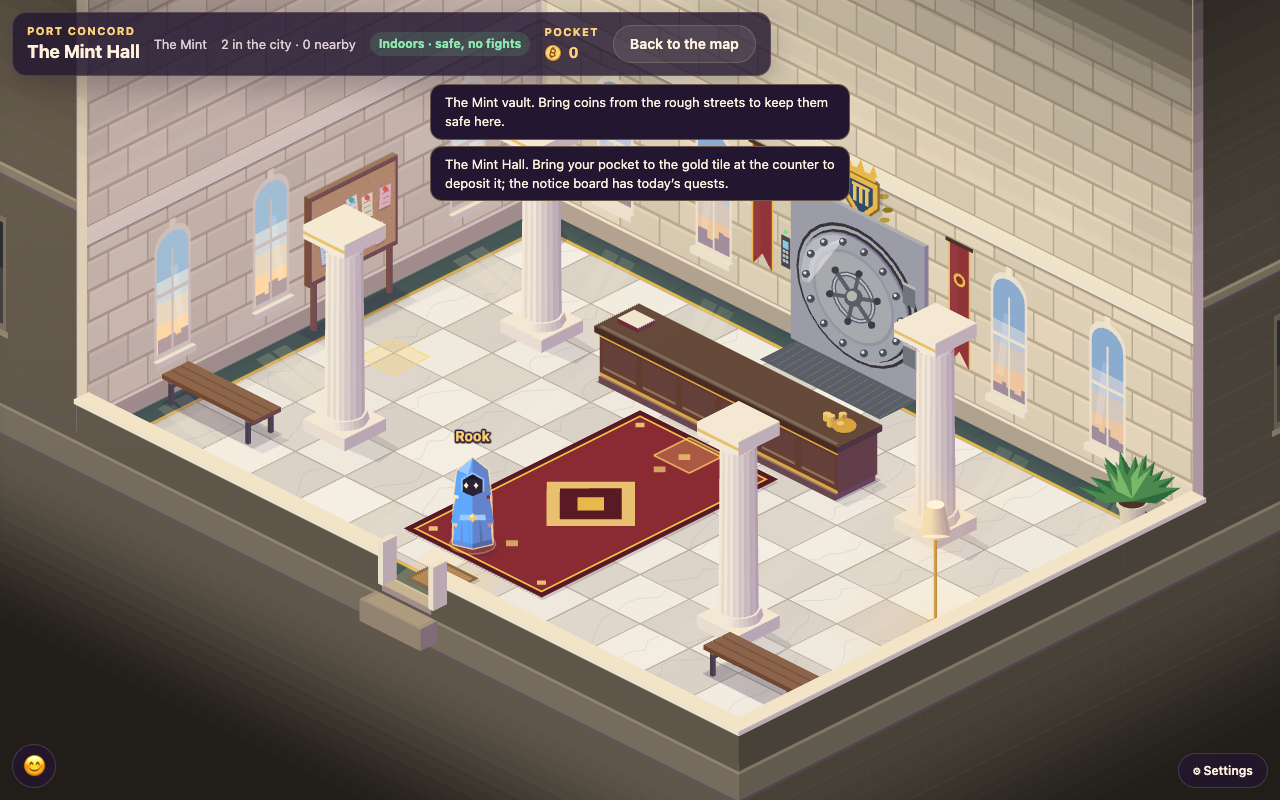 PORT CONCORD
The Mint Hall
The Mint
2 in the city · 0 nearby
Indoors · safe, no fights
POCKET
0
Back to the map
The Mint vault. Bring coins from the rough streets to keep them
safe here.
The Mint Hall. Bring your pocket to the gold tile at the counter to
deposit it; the notice board has today's quests.
Rook
Settings